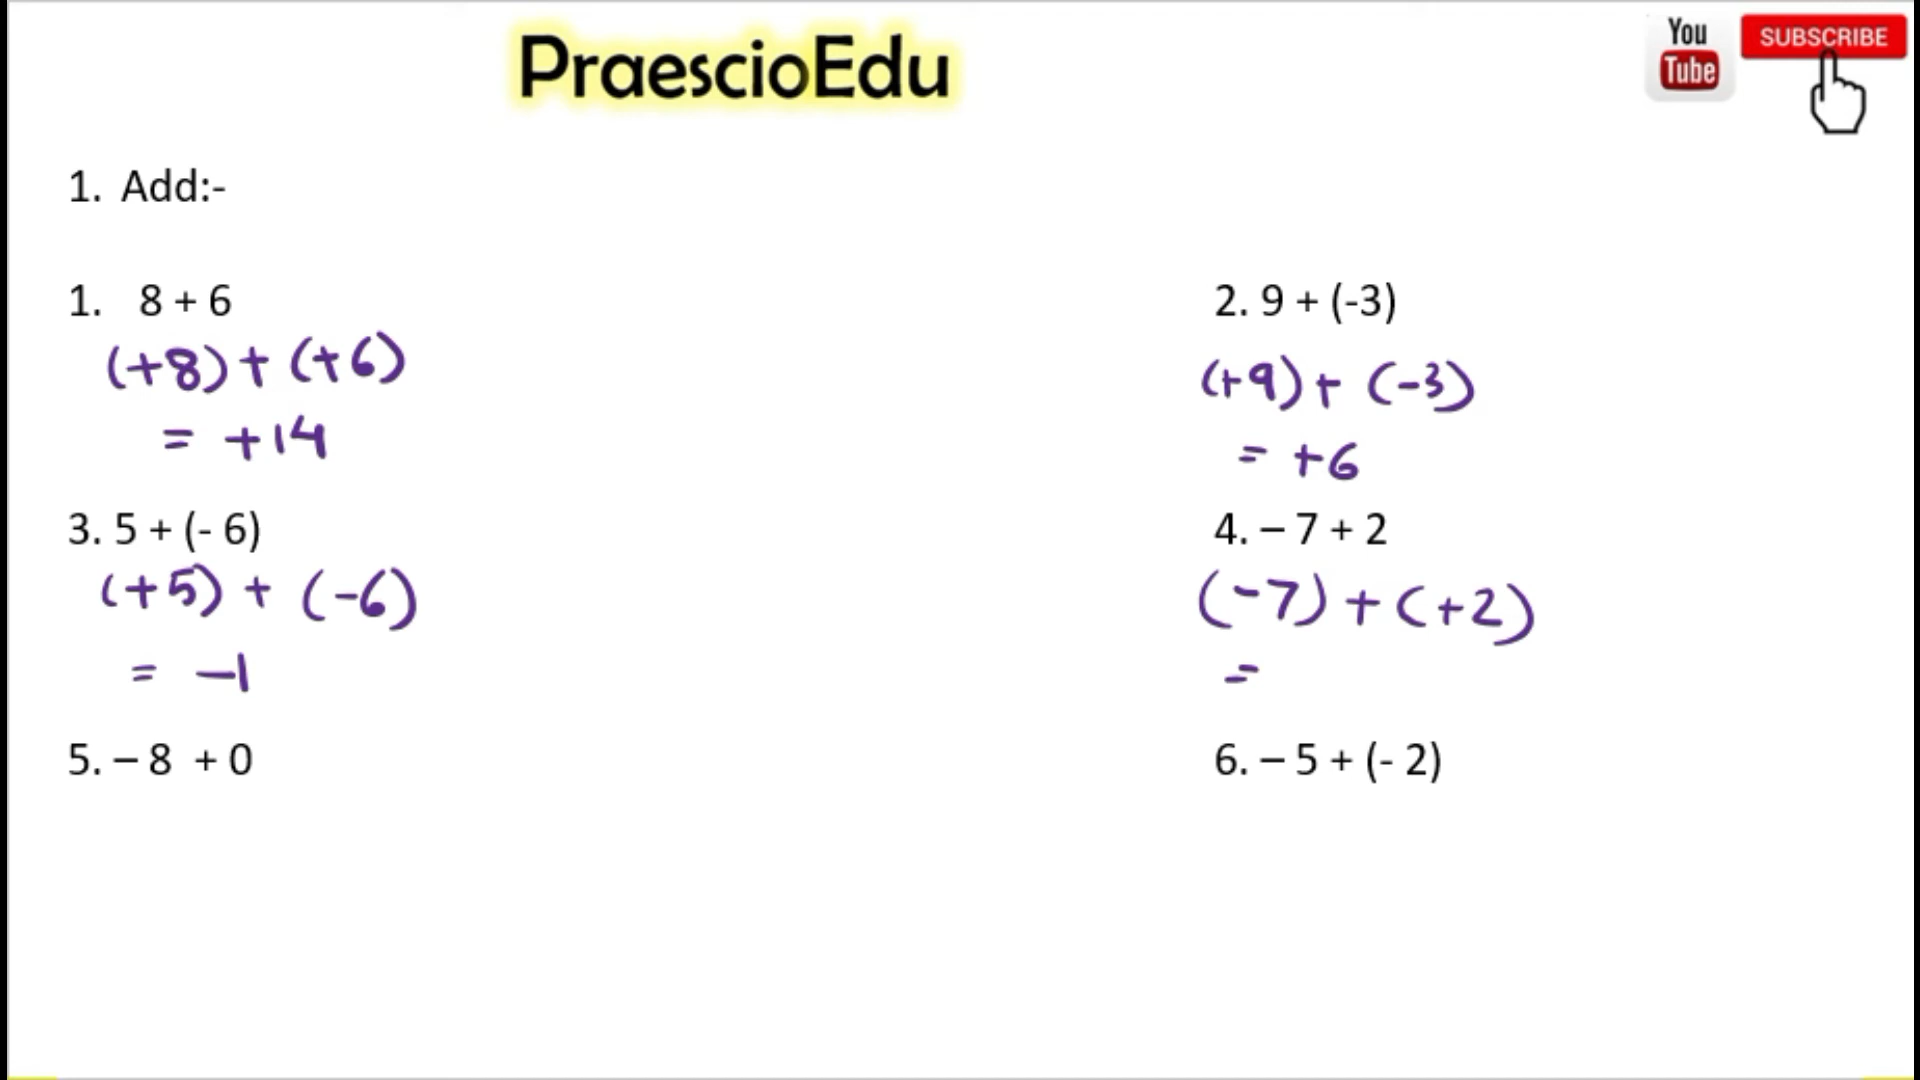 PraescioEdu
You
Tube
SUBSCRIBE
1. Add:-
1. 8 + 6
(+8) + (+6)
= +14
2. 9 + (-3)
(+9) + (-3)
= +6
3. 5 + (- 6)
(+5) + (-6)
= -1
4. – 7 + 2
(-7) + (+2)
=
5. – 8 + 0
6. – 5 + (- 2)